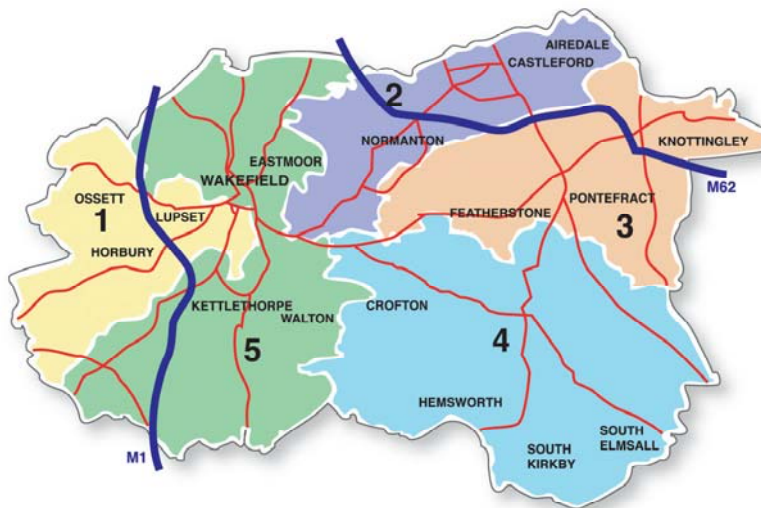 AIREDALE
CASTLEFORD
2
NORMANTON
KNOTTINGLEY
EASTMOOR
WAKEFIELD
M62
OSSETT
1
LUPSET
PONTEFRACT
FEATHERSTONE
3
HORBURY
KETTLETHORPE
CROFTON
WALTON
5
4
HEMSWORTH
SOUTH
ELMSALL
SOUTH
KIRKBY
M1